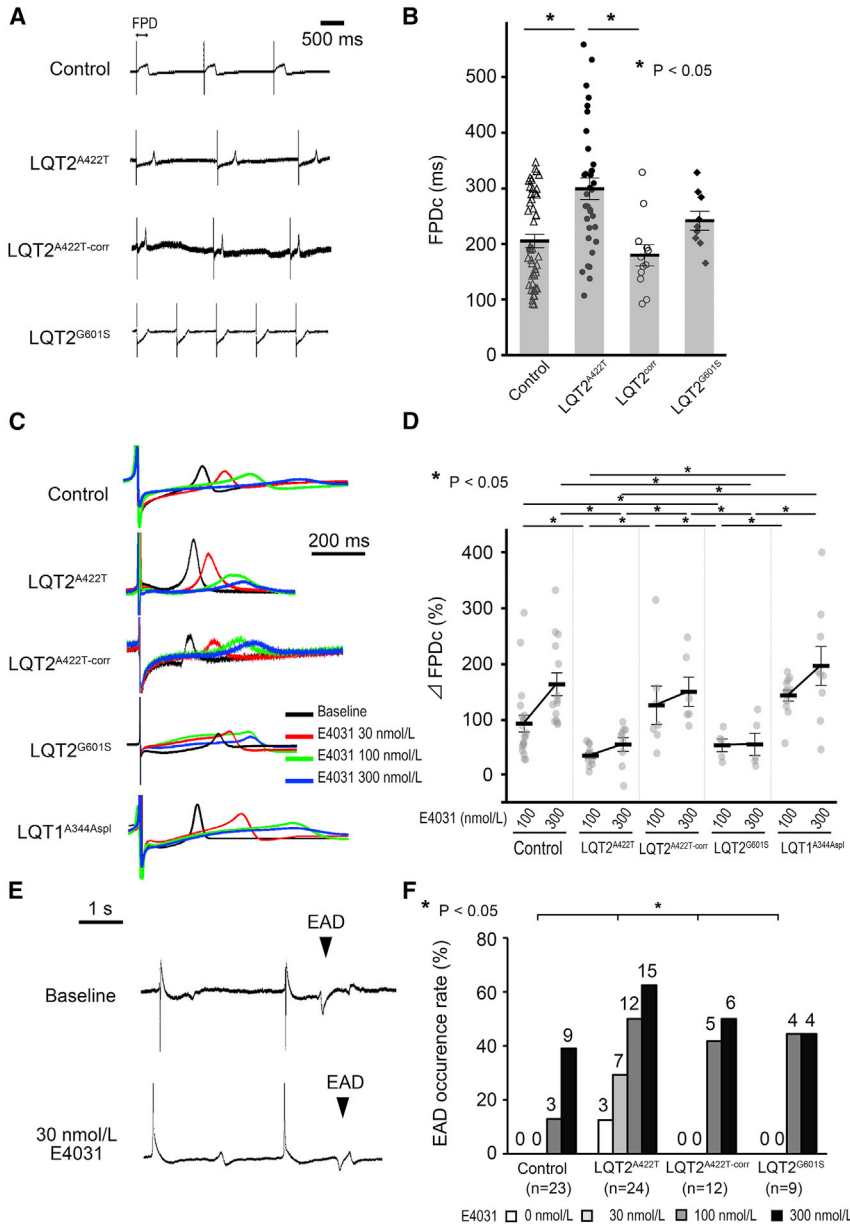 A
FPD
500 ms
Control
LQT2A422T
LQT2A422T-corr
LQT2G601S
B
* *
* P < 0.05
FPDc (ms)
600
500
400
300
200
100
0
Control
LQT2A422T
LQT2corr
LQT2G601S
C
Control
200 ms
LQT2A422T
LQT2A422T-corr
LQT2G601S
Baseline
E4031 30 nmol/L
E4031 100 nmol/L
E4031 300 nmol/L
LQT1A344Aspl
D
* P < 0.05
*
*
*
*
* * * *
* * * *
⊿ FPDc (%)
400
300
200
100
0
E4031 (nmol/L) 100 300 100 300 100 300 100 300 100 300
Control LQT2A422T LQT2A422T-corr LQT2G601S LQT1A344Aspl
E
1 s
EAD
Baseline
EAD
30 nmol/L
E4031
F
* P < 0.05
*
EAD occurence rate (%)
80
60
40
20
0
0 0 3 9
3 7 12 15
0 0 5 6
0 0 4 4
Control LQT2A422T LQT2A422T-corr LQT2G601S
(n=23) (n=24) (n=12) (n=9)
E4031 0 nmol/L 30 nmol/L 100 nmol/L 300 nmol/L